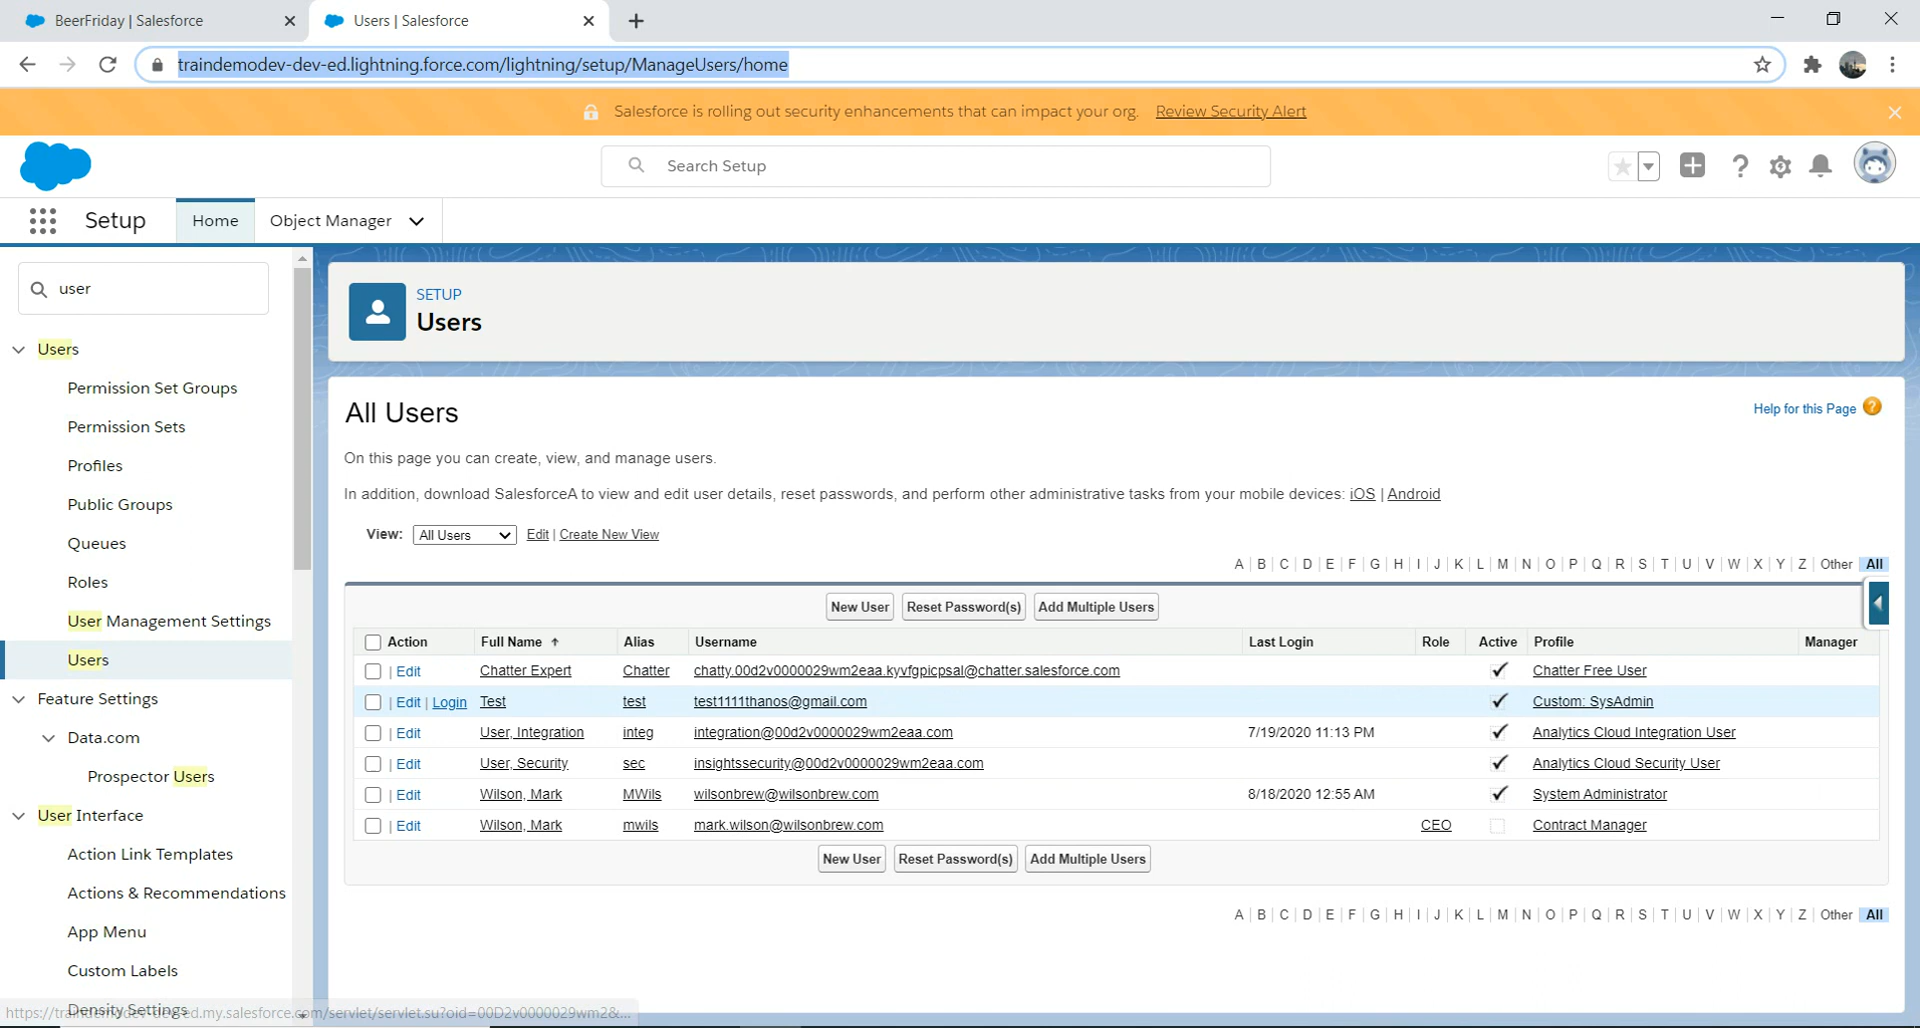 BeerFriday | Salesforce
Users | Salesforce
traindemodev-dev-ed.lightning.force.com/lightning/setup/ManageUsers/home
Salesforce is rolling out security enhancements that can impact your org. Review Security Alert
Search Setup
Setup Home Object Manager
user
Users
Permission Set Groups
Permission Sets
Profiles
Public Groups
Queues
Roles
User Management Settings
Users
Feature Settings
Data.com
Prospector Users
User Interface
Action Link Templates
Actions & Recommendations
App Menu
Custom Labels
Density Settings
SETUP
Users
All Users
Help for this Page ?
On this page you can create, view, and manage users.
In addition, download SalesforceA to view and edit user details, reset passwords, and perform other administrative tasks from your mobile devices: iOS | Android
View: All Users Edit | Create New View
A | B | C | D | E | F | G | H | I | J | K | L | M | N | O | P | Q | R | S | T | U | V | W | X | Y | Z | Other All
New User Reset Password(s) Add Multiple Users
Action Full Name Alias Username Last Login Role Active Profile Manager
| Edit Chatter Expert Chatter chatty.00d2v0000029wm2eaa.kyvfgpicpsal@chatter.salesforce.com Chatter Free User
| Edit | Login Test test test1111thanos@gmail.com Custom: SysAdmin
| Edit User, Integration integ integration@00d2v0000029wm2eaa.com 7/19/2020 11:13 PM Analytics Cloud Integration User
| Edit User, Security sec insightssecurity@00d2v0000029wm2eaa.com Analytics Cloud Security User
| Edit Wilson, Mark MWils wilsonbrew@wilsonbrew.com 8/18/2020 12:55 AM System Administrator
| Edit Wilson, Mark mwils mark.wilson@wilsonbrew.com CEO Contract Manager
New User Reset Password(s) Add Multiple Users
A | B | C | D | E | F | G | H | I | J | K | L | M | N | O | P | Q | R | S | T | U | V | W | X | Y | Z | Other All
https://traindemodev-dev-ed.my.salesforce.com/servlet/servlet.su?oid=00D2v0000029wm2&...